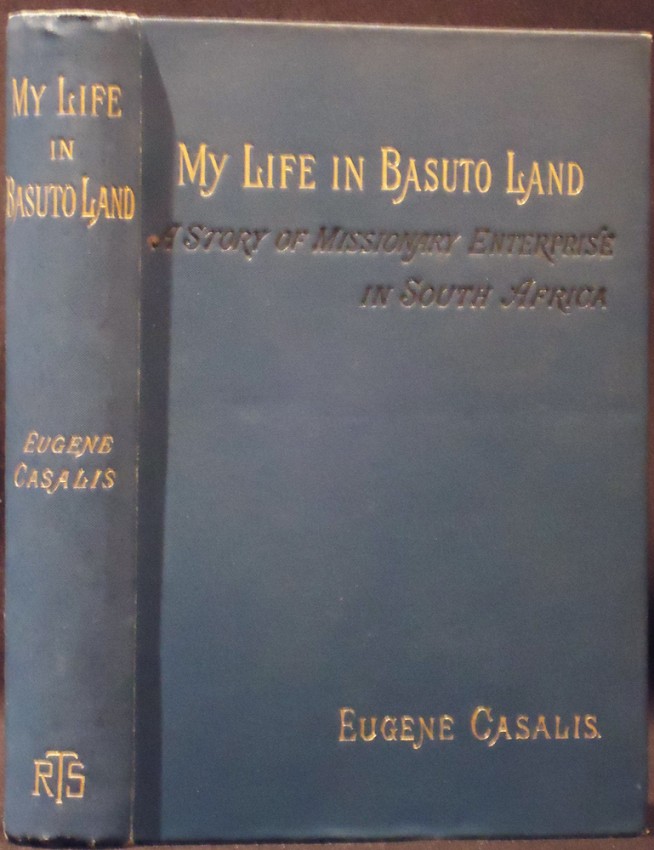 My Life
in
Basuto Land
Eugene
Casalis
RTS
My Life in Basuto Land
A Story of Missionary Enterprise
in South Africa
Eugene Casalis.